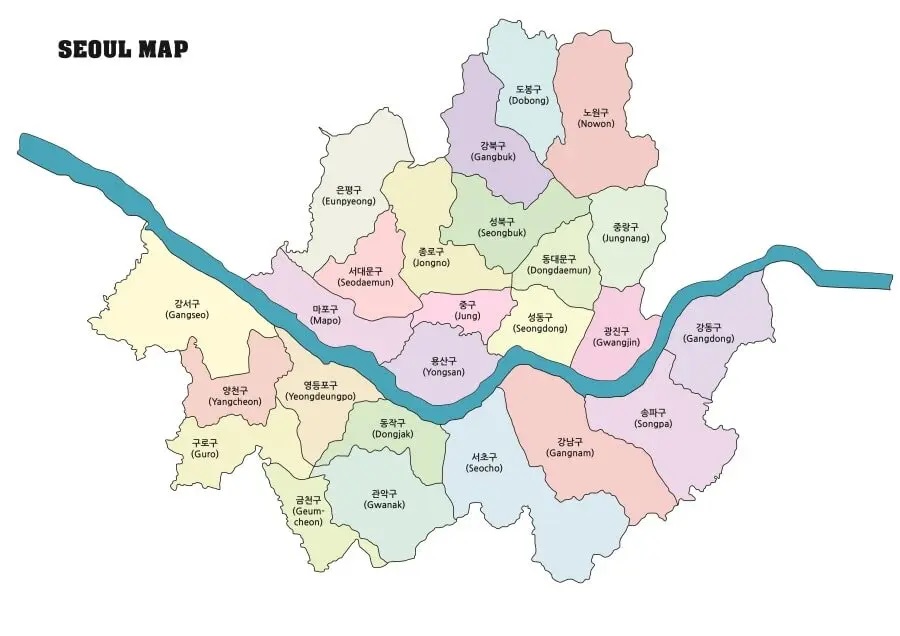 SEOUL MAP
도봉구
(Dobong)
노원구
(Nowon)
강북구
(Gangbuk)
은평구
(Eunpyeong)
성북구
(Seongbuk)
중랑구
(Jungnang)
종로구
(Jongno)
동대문구
(Dongdaemun)
서대문구
(Seodaemun)
강서구
(Gangseo)
마포구
(Mapo)
중구
(Jung)
성동구
(Seongdong)
광진구
(Gwangjin)
강동구
(Gangdong)
용산구
(Yongsan)
양천구
(Yangcheon)
영등포구
(Yeongdeungpo)
송파구
(Songpa)
동작구
(Dongjak)
구로구
(Guro)
강남구
(Gangnam)
서초구
(Seocho)
금천구
(Geum-
cheon)
관악구
(Gwanak)